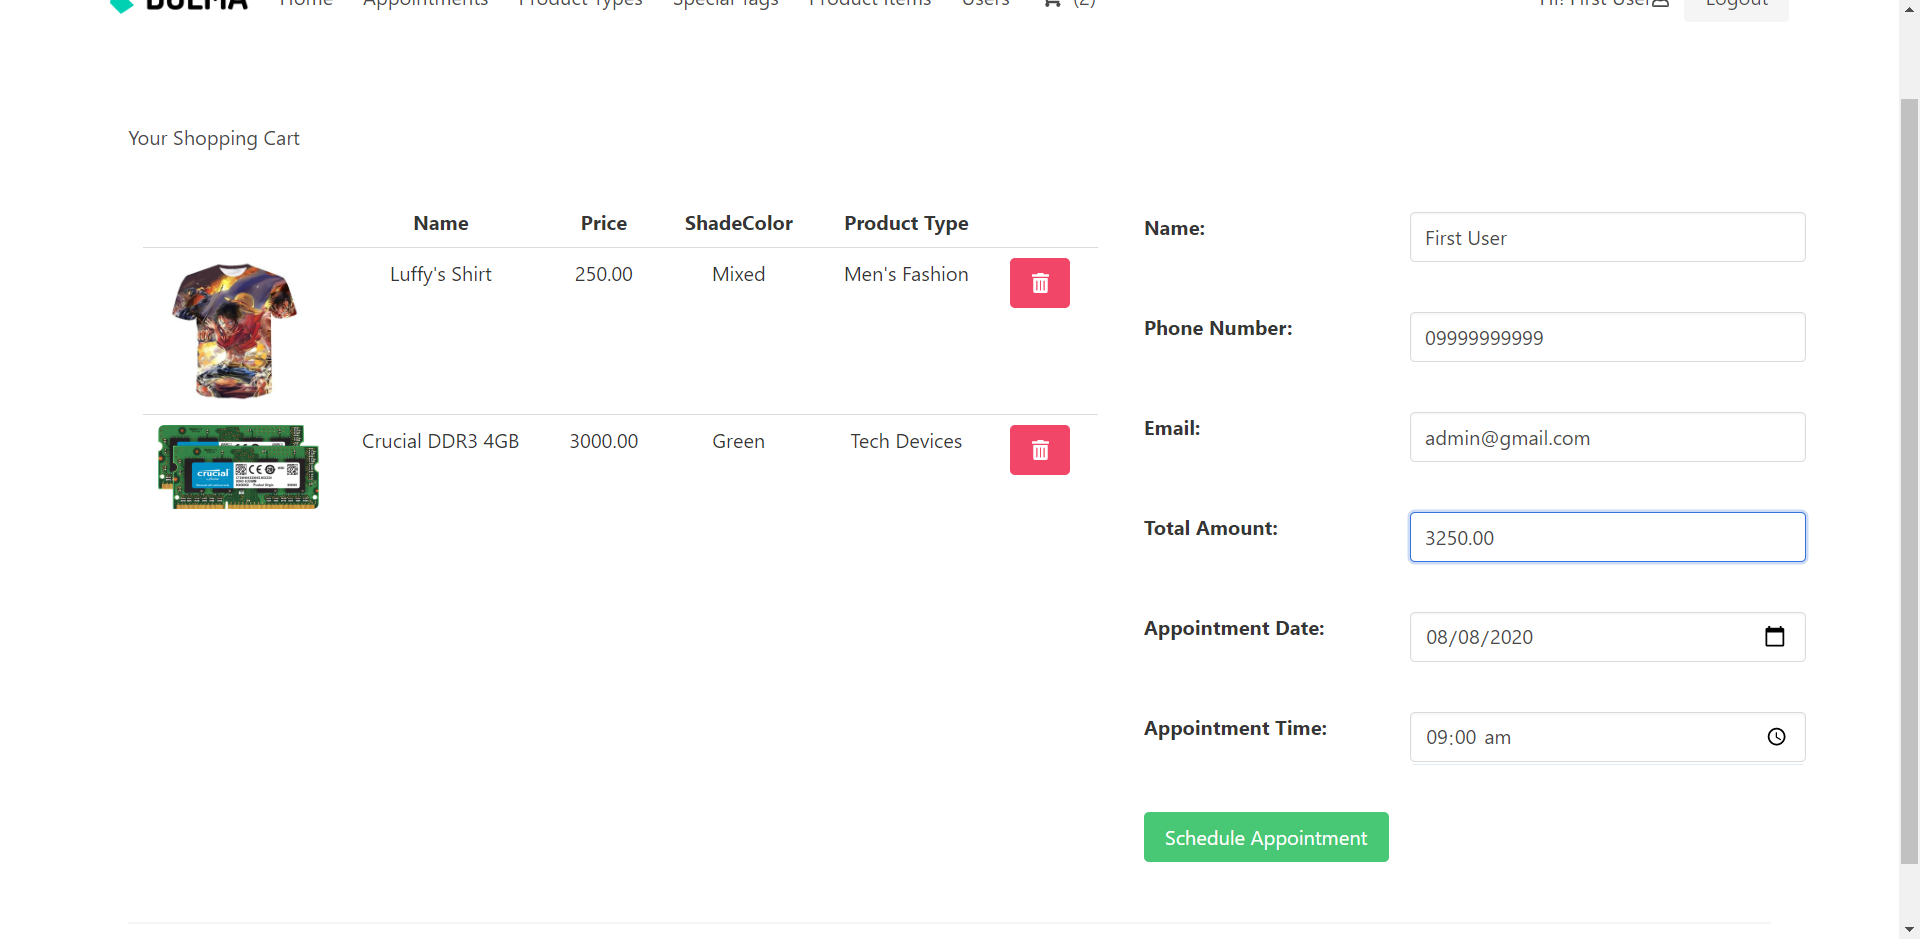 BULMA Home Appointments Product Types Special Tags Product Items Users (2) Hi! First User Logout
Your Shopping Cart
Name Price ShadeColor Product Type
Luffy's Shirt 250.00 Mixed Men's Fashion
Crucial DDR3 4GB 3000.00 Green Tech Devices
crucial
Name: First User
Phone Number: 09999999999
Email: admin@gmail.com
Total Amount: 3250.00
Appointment Date: 08/08/2020
Appointment Time: 09:00 am
Schedule Appointment